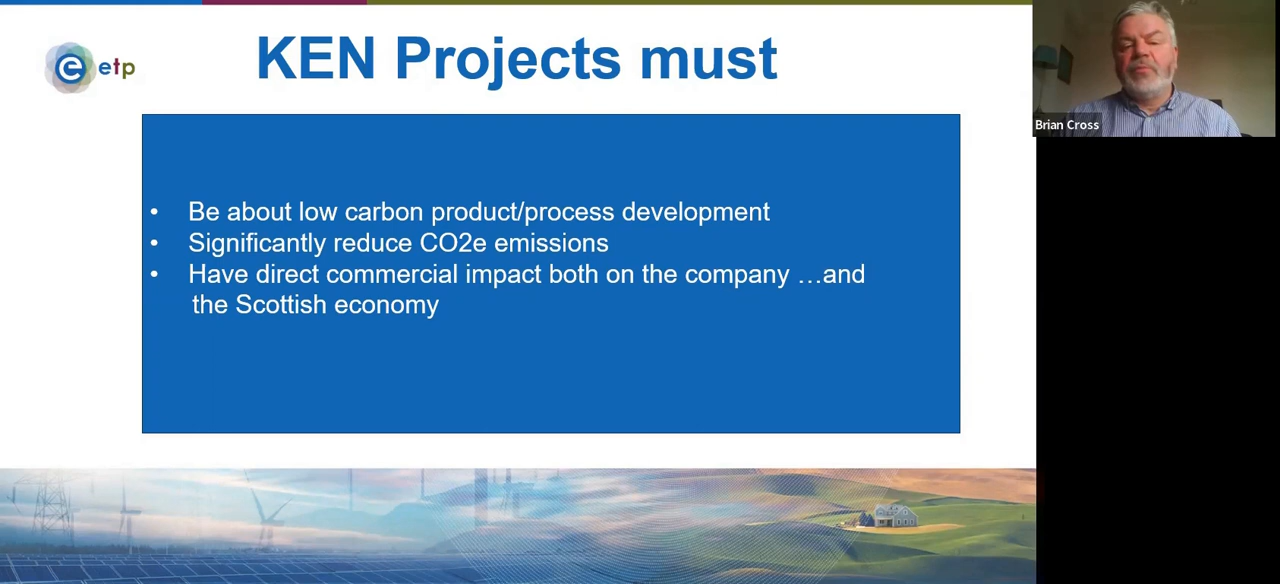 e etp
KEN Projects must
Brian Cross
• Be about low carbon product/process development
• Significantly reduce CO2e emissions
• Have direct commercial impact both on the company …and
the Scottish economy